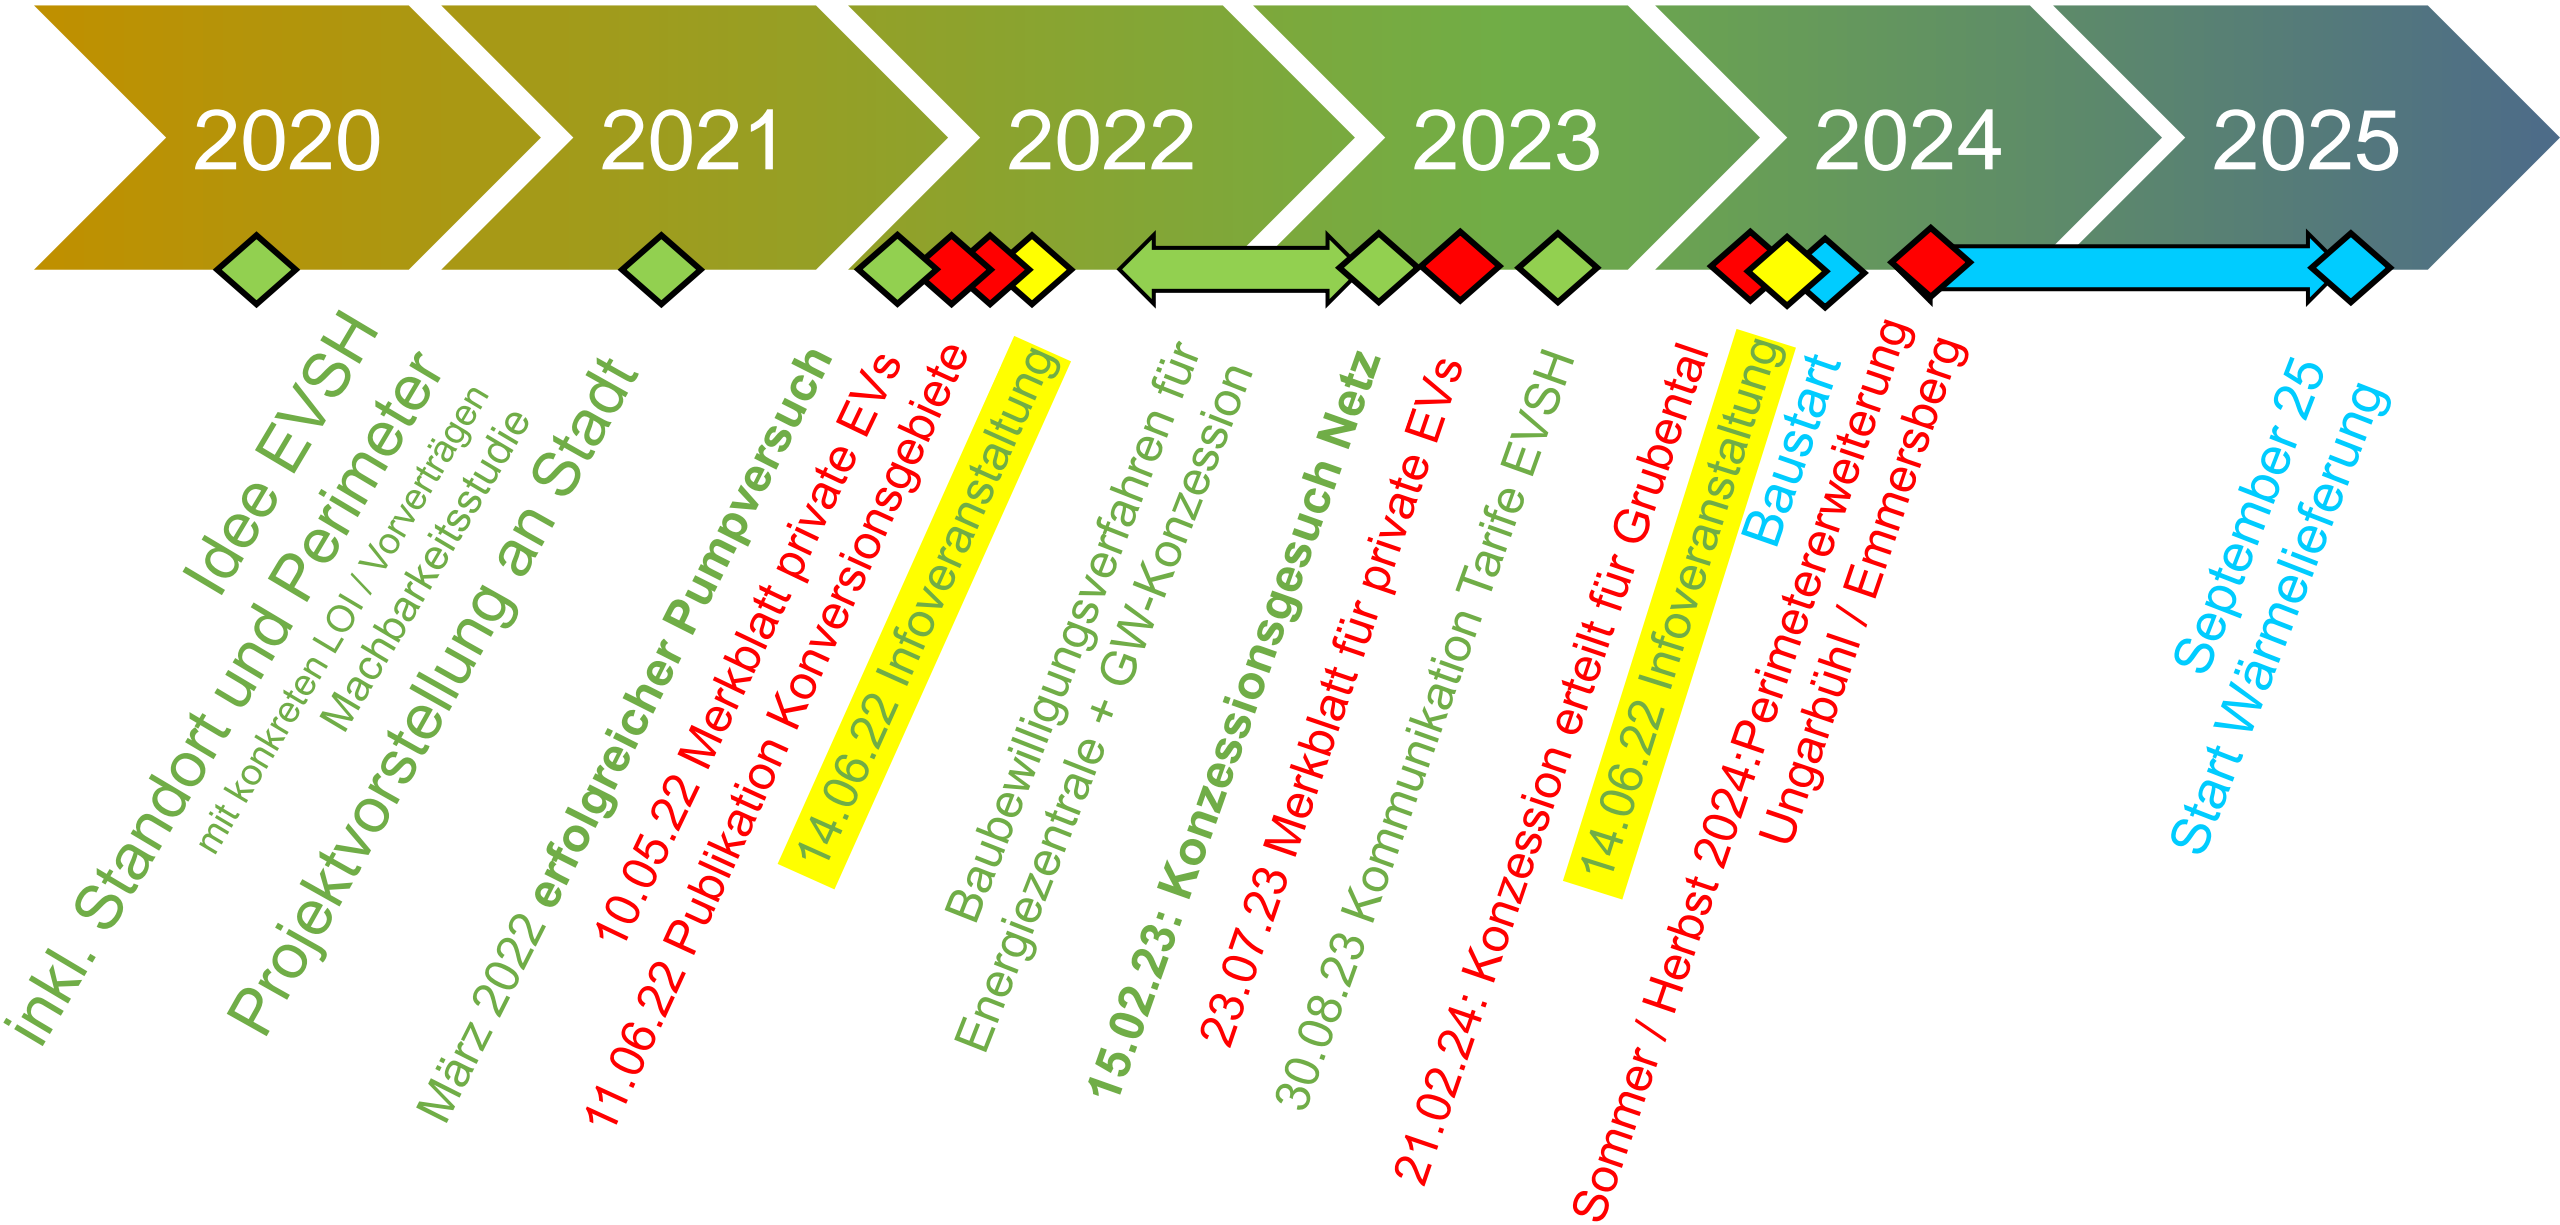 2020
2021
2022
2023
2024
2025
Idee EVSH
inkl. Standort und Perimeter
mit konkreten LOI / Vorverträgen
Machbarkeitsstudie
Projektvorstellung an Stadt
März 2022 erfolgreicher Pumpversuch
10.05.22 Merkblatt private EVs
11.06.22 Publikation Konversionsgebiete
14.06.22 Infoveranstaltung
Baubewilligungsverfahren für
Energiezentrale + GW-Konzession
15.02.23: Konzessionsgesuch Netz
23.07.23 Merkblatt für private EVs
30.08.23 Kommunikation Tarife EVSH
21.02.24: Konzession erteilt für Grubental
14.06.22 Infoveranstaltung
Baustart
Sommer / Herbst 2024:Perimetererweiterung
Ungarbühl / Emmersberg
September 25
Start Wärmelieferung